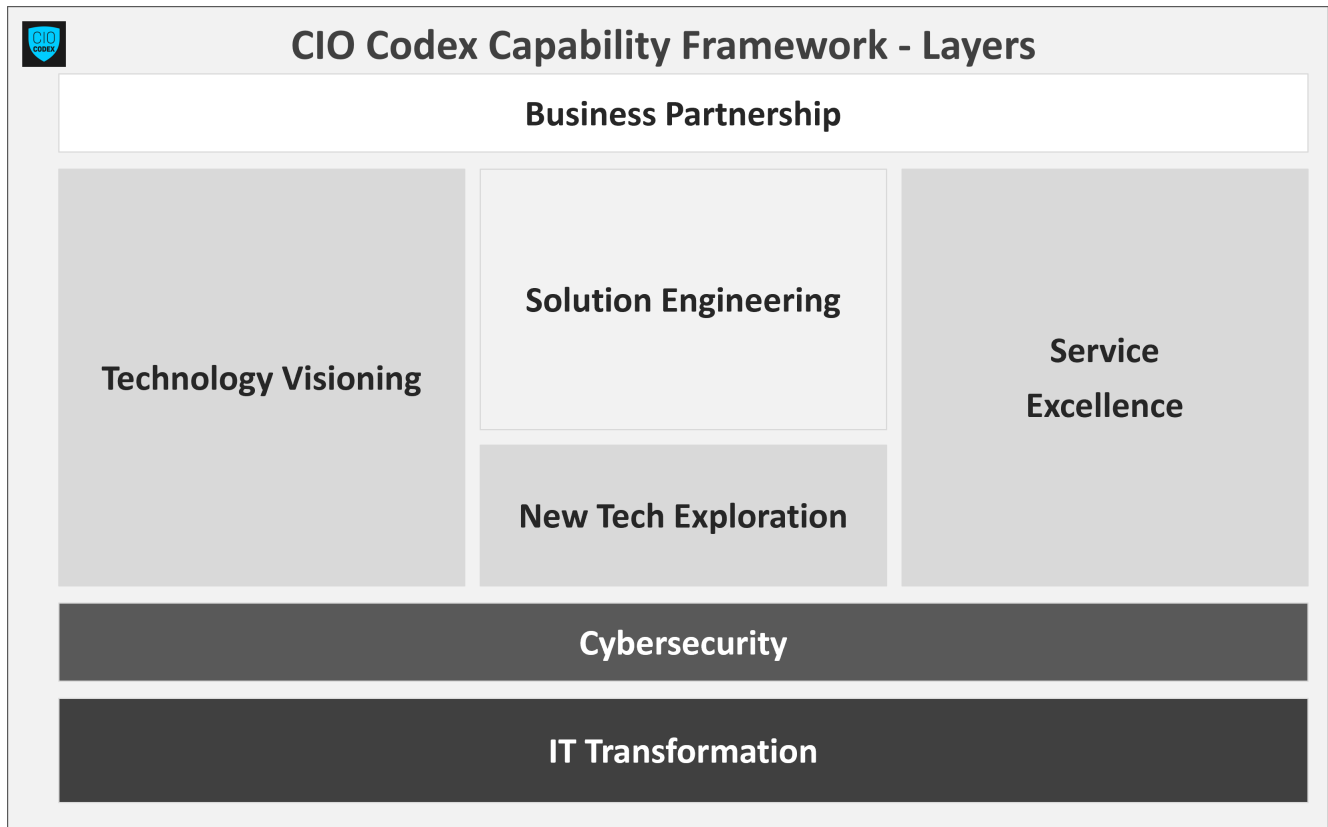 CIO
CODEX
CIO Codex Capability Framework - Layers
Business Partnership
Technology Visioning
Solution Engineering
New Tech Exploration
Service
Excellence
Cybersecurity
IT Transformation